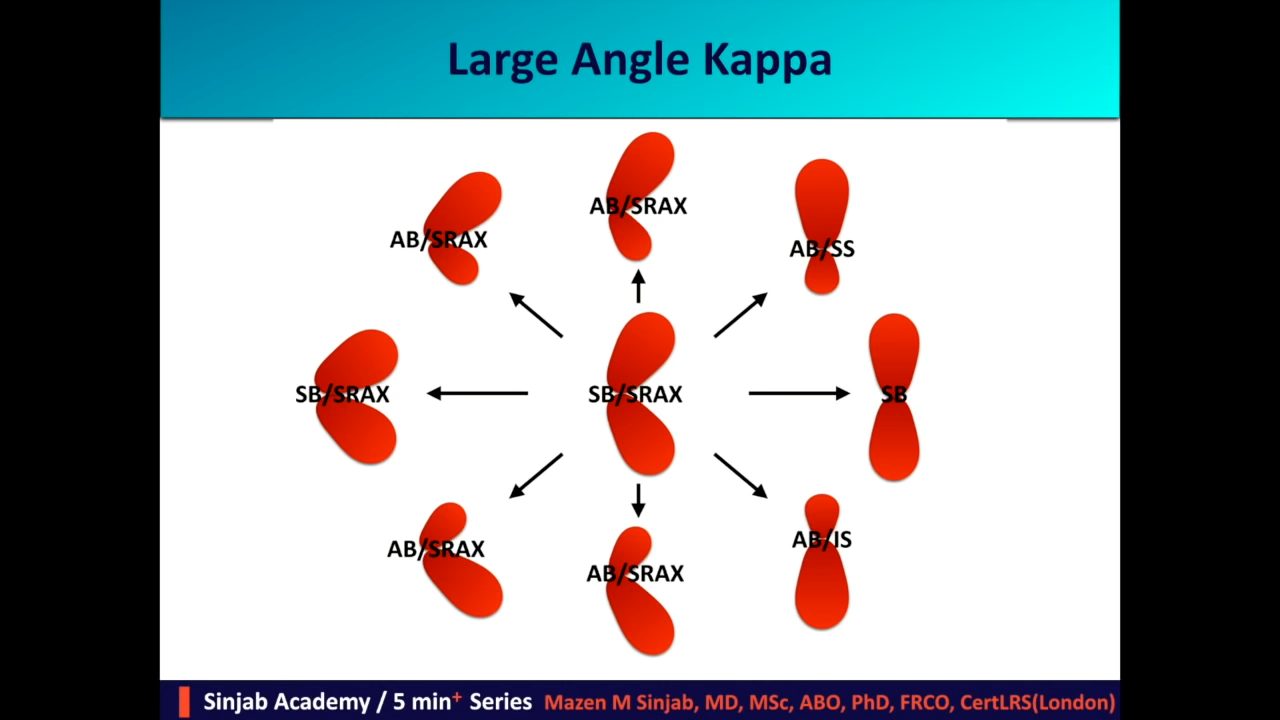 Large Angle Kappa
AB/SRAX
AB/SRAX
AB/SS
SB/SRAX
SB/SRAX
SB
AB/SRAX
AB/SRAX
AB/IS
Sinjab Academy / 5 min+ Series Mazen M Sinjab, MD, MSc, ABO, PhD, FRCO, CertLRS(London)